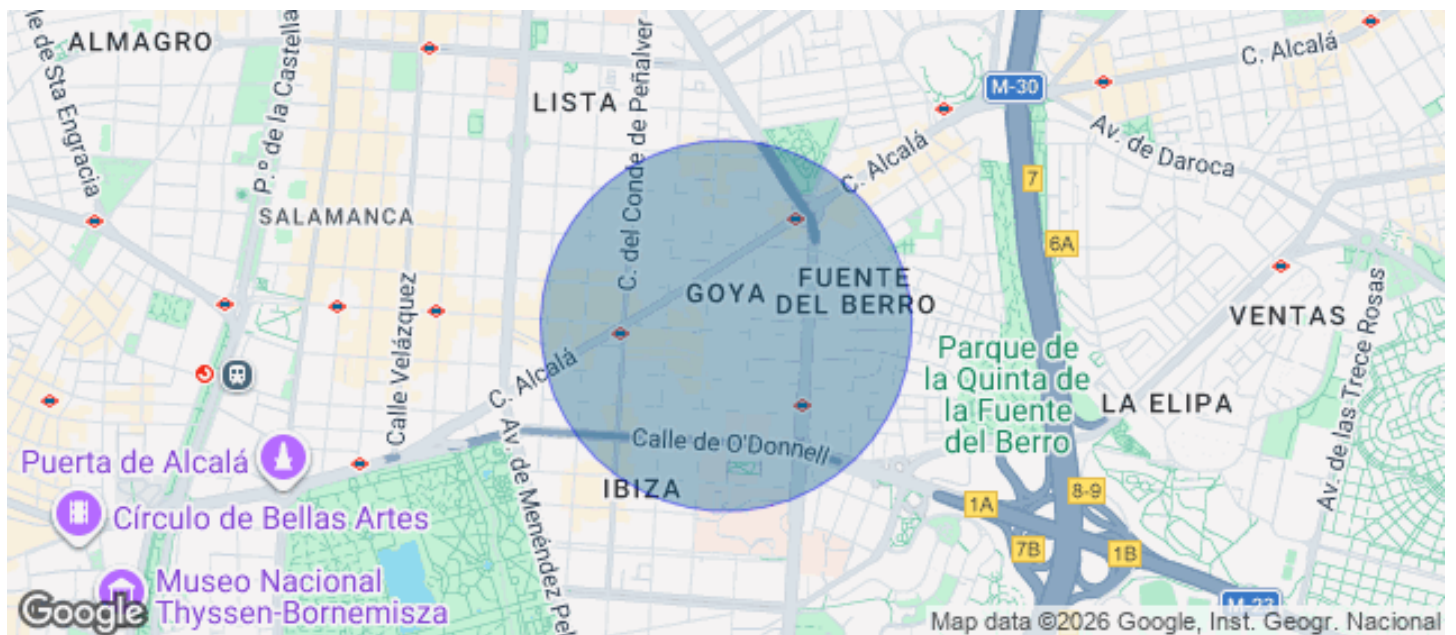 ALMAGRO
le de Sta Engracia
P.º de la Castella
LISTA
C. del Conde de Peñalver
M-30
C. Alcalá
Av. de Daroca
C. Alcalá
7
SALAMANCA
6A
Calle Velázquez
GOYA
FUENTE
DEL BERRO
VENTAS
Av. de las Trece Rosas
Parque de
la Quinta de
la Fuente
del Berro
C. Alcalá
LA ELIPA
Calle de O'Donnell
Puerta de Alcalá
Av. de Menéndez Pel
IBIZA
8-9
1A
Círculo de Bellas Artes
7B
1B
Museo Nacional
Thyssen-Bornemisza
M-23
Google
Map data ©2026 Google, Inst. Geogr. Nacional